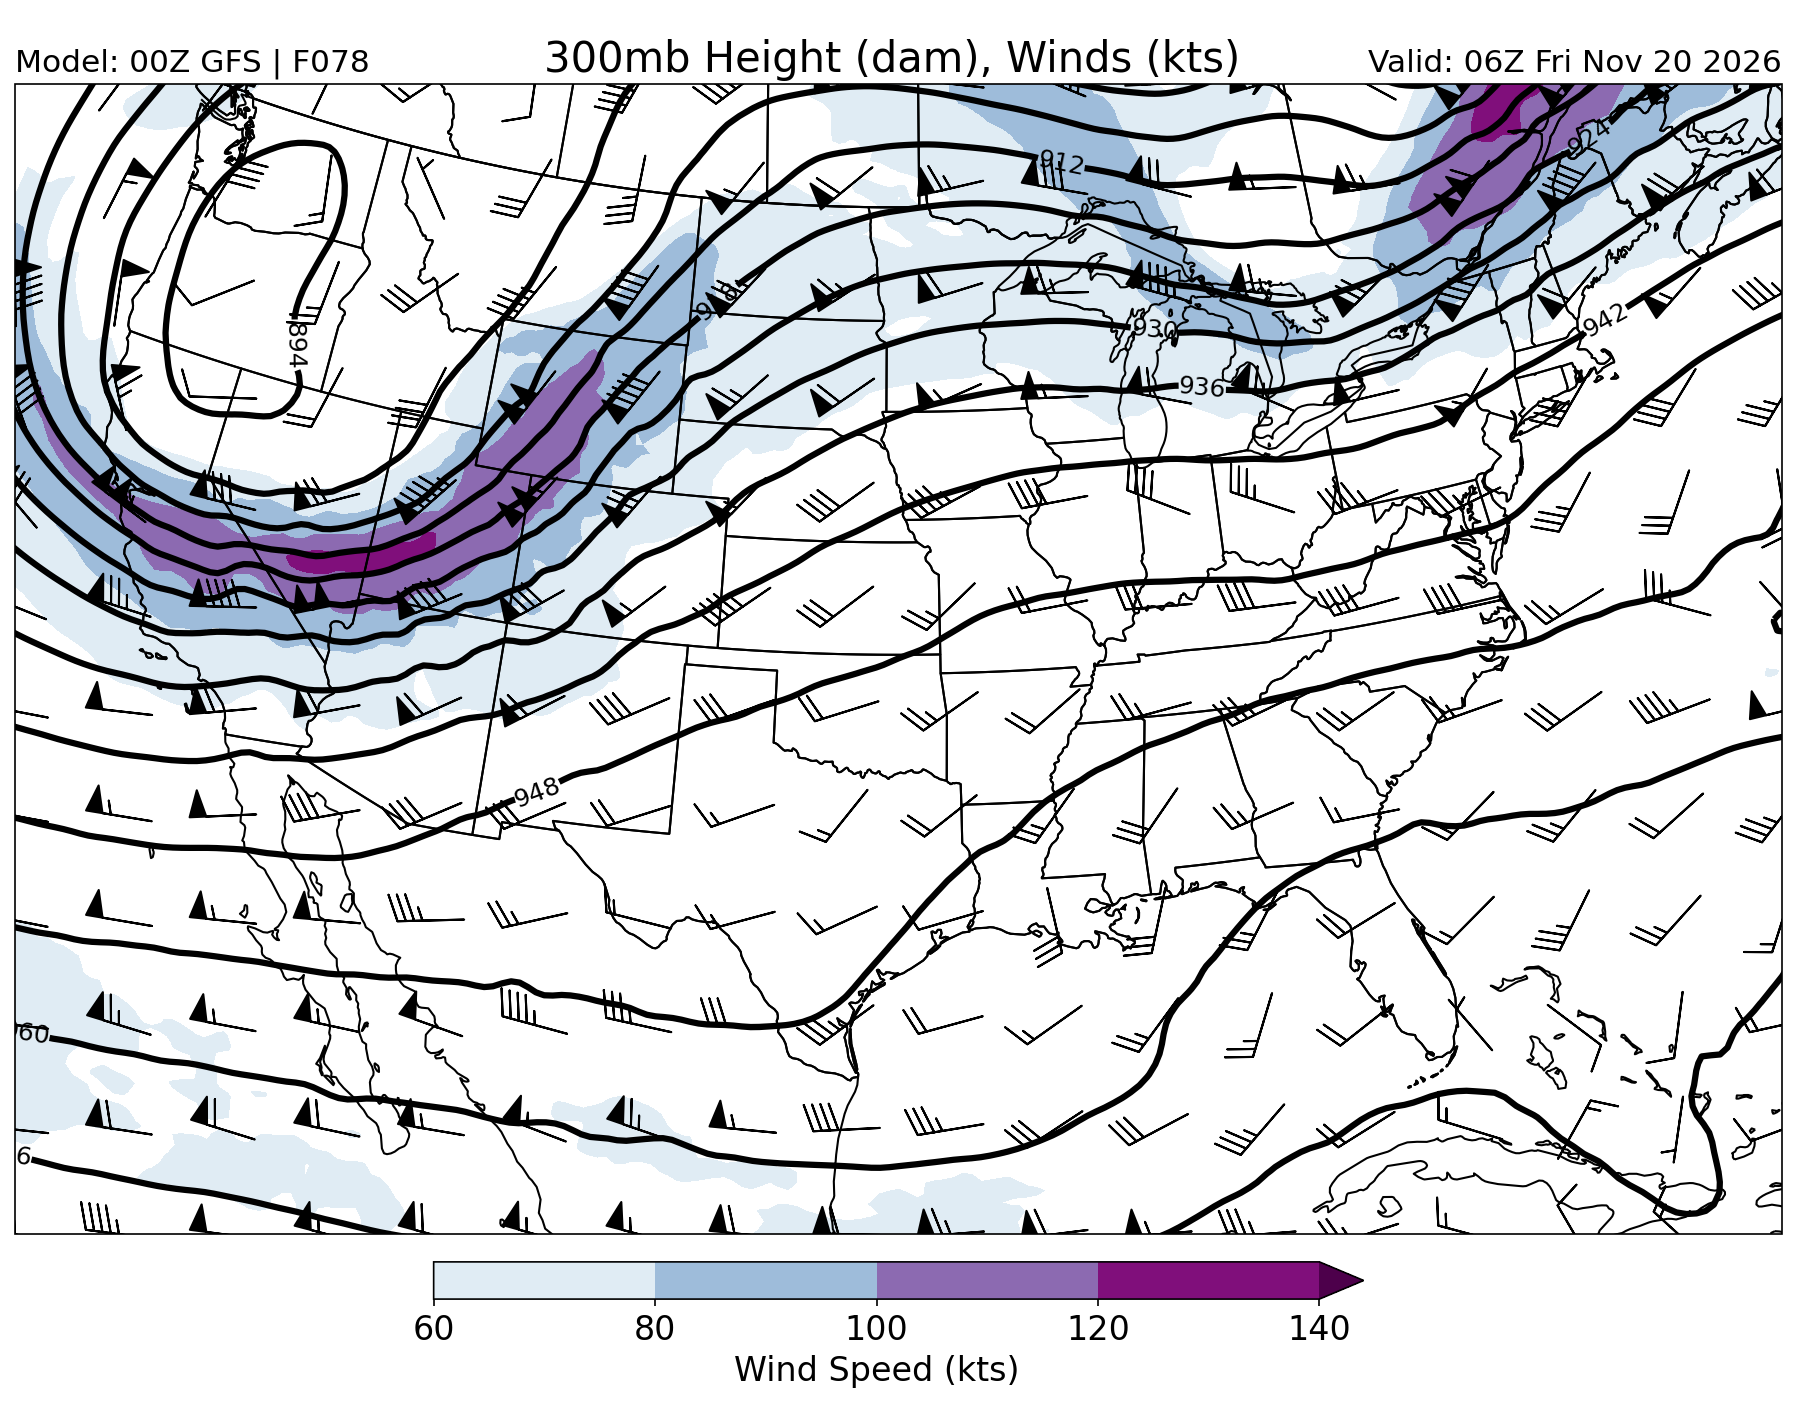 Model: 00Z GFS | F078
300mb Height (dam), Winds (kts)
Valid: 06Z Fri Nov 20 2026
924
912
918
894
930
942
936
948
60
6
60 80 100 120 140
Wind Speed (kts)